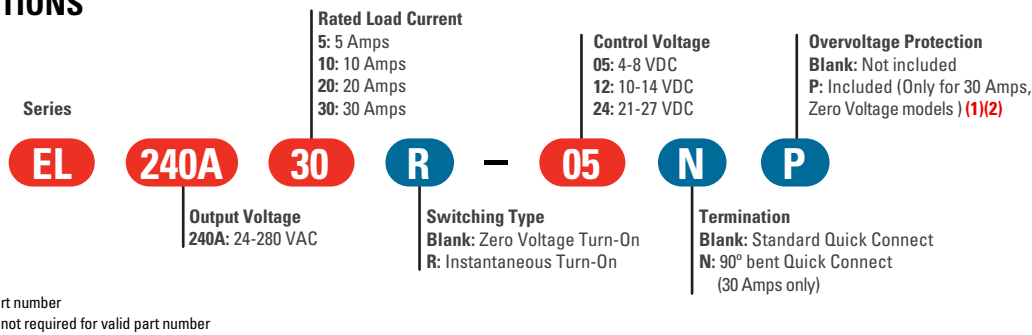 Rated Load Current
5: 5 Amps
10: 10 Amps
20: 20 Amps
30: 30 Amps
Control Voltage
05: 4-8 VDC
12: 10-14 VDC
24: 21-27 VDC
Overvoltage Protection
Blank: Not included
P: Included (Only for 30 Amps,
Zero Voltage models ) (1)(2)
Series
EL 240A 30 R – 05 N P
Output Voltage
240A: 24-280 VAC
Switching Type
Blank: Zero Voltage Turn-On
R: Instantaneous Turn-On
Termination
Blank: Standard Quick Connect
N: 90º bent Quick Connect
(30 Amps only)
part number
not required for valid part number